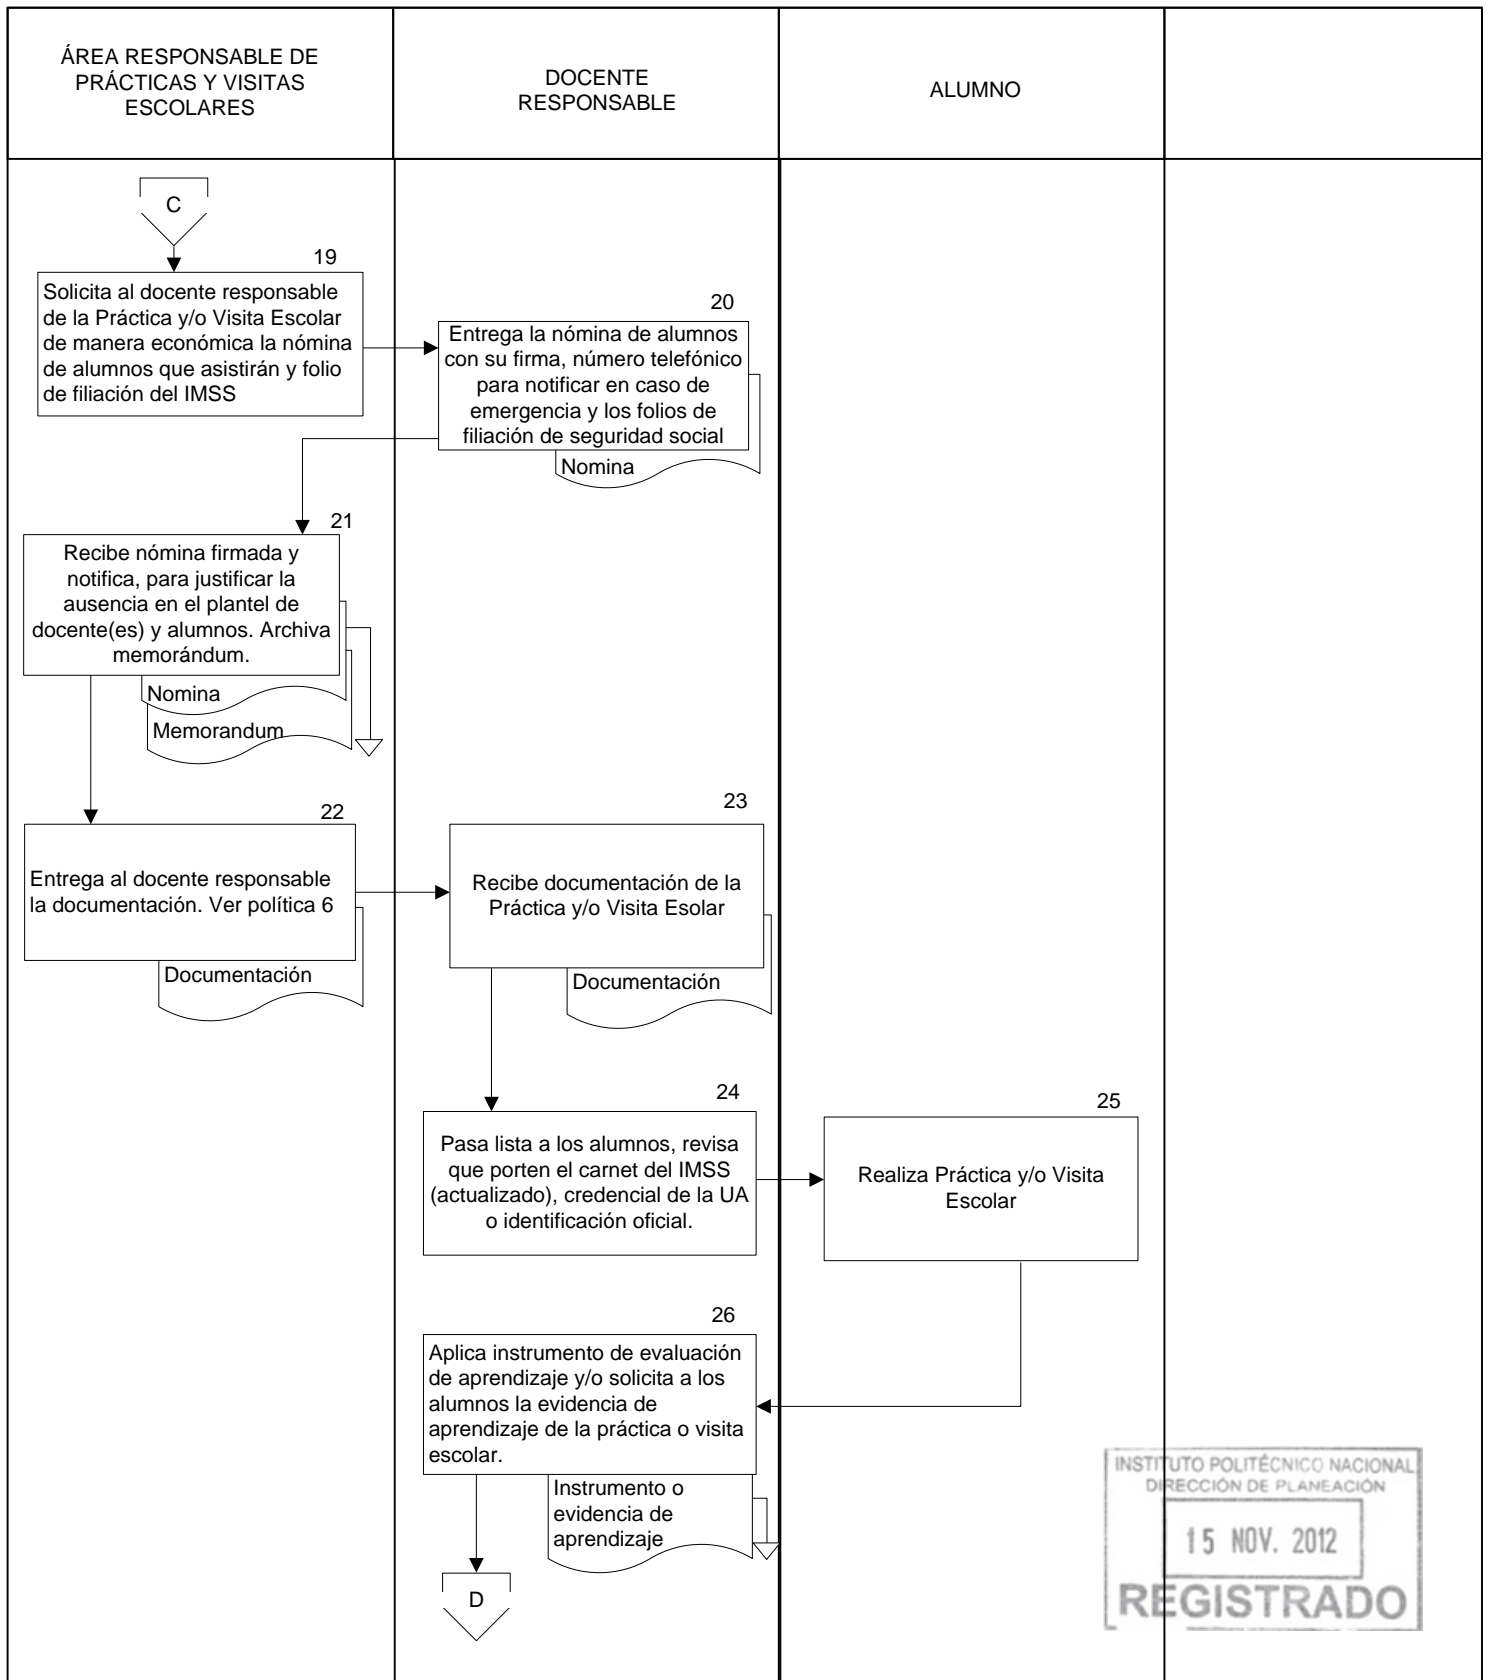 ÁREA RESPONSABLE DE
PRÁCTICAS Y VISITAS
ESCOLARES
DOCENTE
RESPONSABLE
ALUMNO
C
19
Solicita al docente responsable
de la Práctica y/o Visita Escolar
de manera económica la nómina
de alumnos que asistirán y folio
de filiación del IMSS
20
Entrega la nómina de alumnos
con su firma, número telefónico
para notificar en caso de
emergencia y los folios de
filiación de seguridad social
Nomina
21
Recibe nómina firmada y
notifica, para justificar la
ausencia en el plantel de
docente(es) y alumnos. Archiva
memorándum.
Nomina
Memorandum
22
Entrega al docente responsable
la documentación. Ver política 6
Documentación
23
Recibe documentación de la
Práctica y/o Visita Esolar
Documentación
24
Pasa lista a los alumnos, revisa
que porten el carnet del IMSS
(actualizado), credencial de la UA
o identificación oficial.
25
Realiza Práctica y/o Visita
Escolar
26
Aplica instrumento de evaluación
de aprendizaje y/o solicita a los
alumnos la evidencia de
aprendizaje de la práctica o visita
escolar.
Instrumento o
evidencia de
aprendizaje
D
INSTITUTO POLITÉCNICO NACIONAL
DIRECCIÓN DE PLANEACIÓN
15 NOV. 2012
REGISTRADO